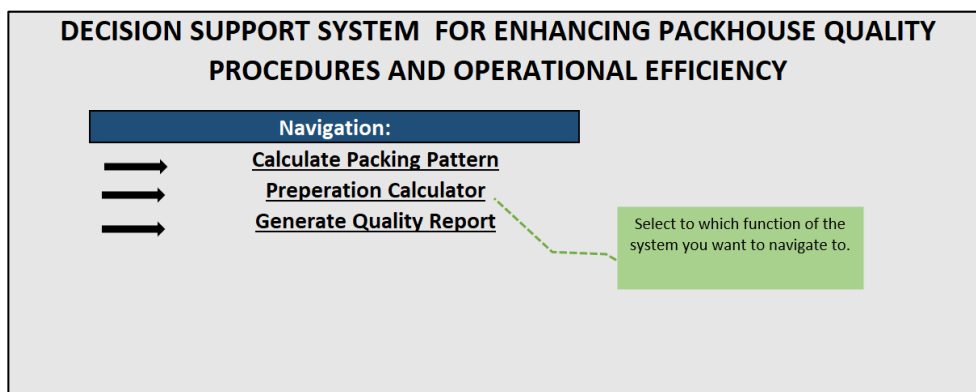 DECISION SUPPORT SYSTEM FOR ENHANCING PACKHOUSE QUALITY
PROCEDURES AND OPERATIONAL EFFICIENCY
Navigation:
Calculate Packing Pattern
Preperation Calculator
Generate Quality Report
Select to which function of the
system you want to navigate to.